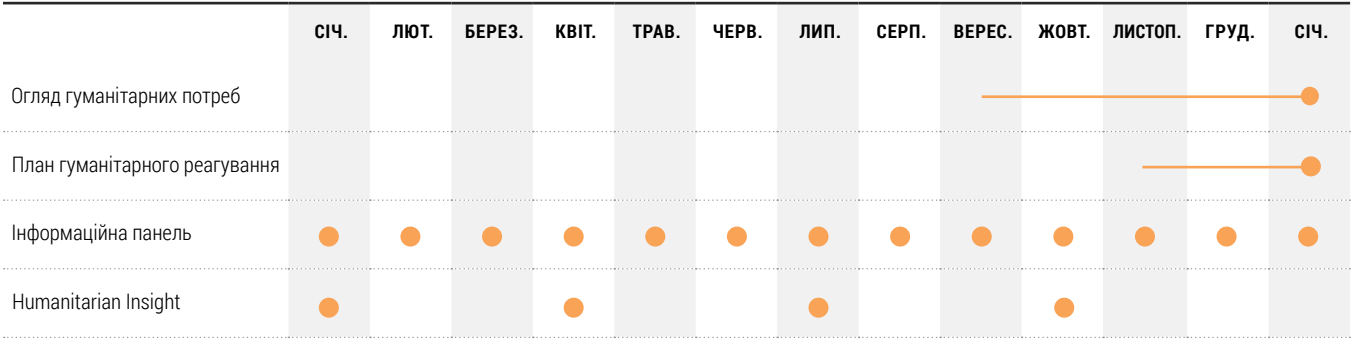 СІЧ. ЛЮТ. БЕРЕЗ. КВІТ. ТРАВ. ЧЕРВ. ЛИП. СЕРП. ВЕРЕС. ЖОВТ. ЛИСТОП. ГРУД. СІЧ.
Огляд гуманітарних потреб
План гуманітарного реагування
Інформаційна панель
Humanitarian Insight